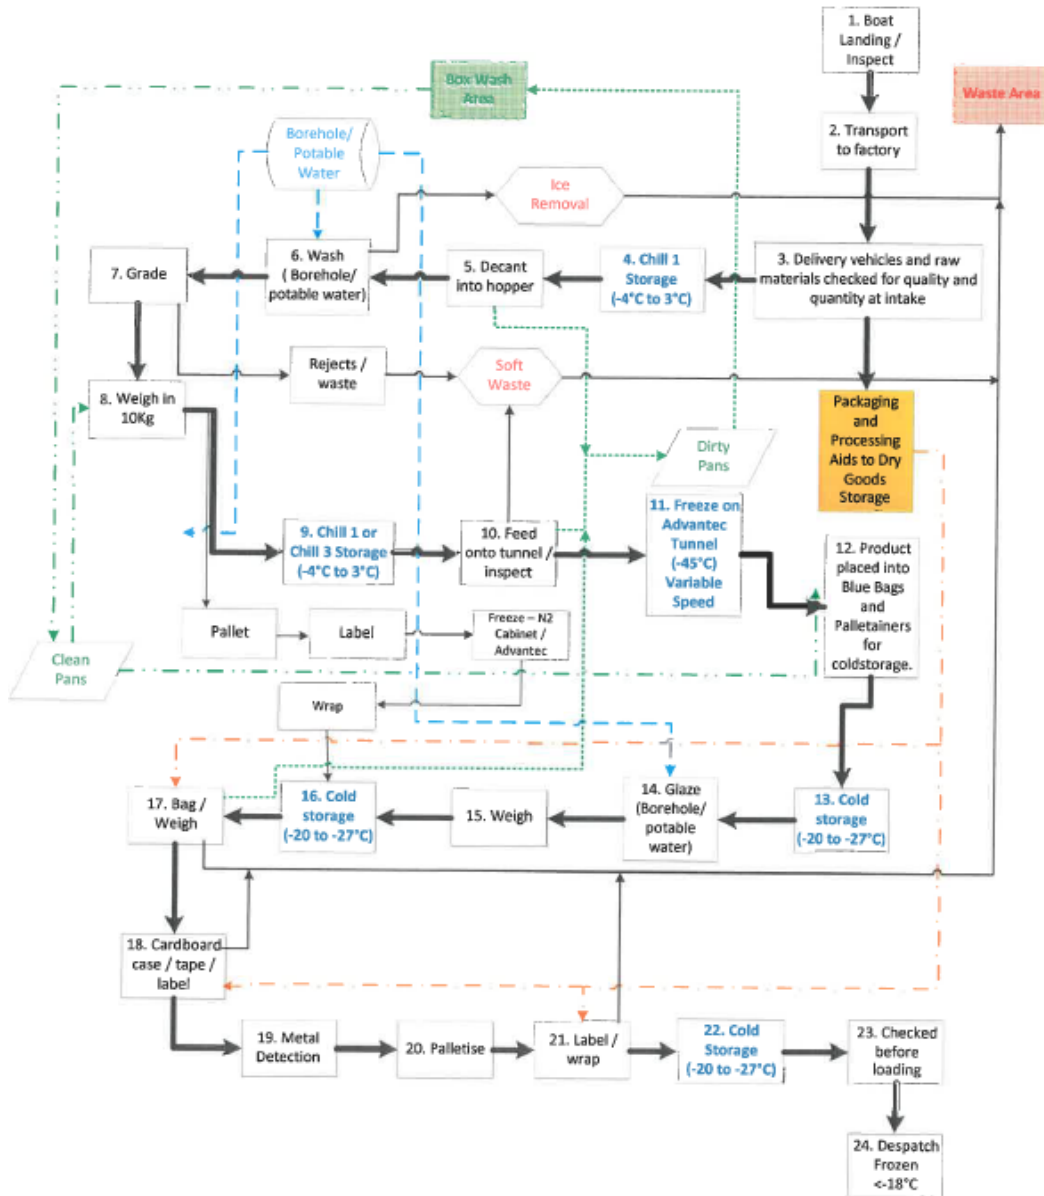 1. Boat
Landing /
Inspect
Box Wash
Area
Waste Area
2. Transport
to factory
Borehole/
Potable
Water
Ice
Removal
7. Grade
6. Wash
( Borehole/
potable water)
5. Decant
into hopper
4. Chill 1
Storage
(-4°C to 3°C)
3. Delivery vehicles and raw
materials checked for quality and
quantity at intake
8. Weigh in
10Kg
Rejects /
waste
Soft
Waste
Packaging
and
Processing
Aids to Dry
Goods
Storage
Dirty
Pans
9. Chill 1 or
Chill 3 Storage
(-4°C to 3°C)
10. Feed
onto tunnel /
inspect
11. Freeze on
Advantec
Tunnel
(-45°C)
Variable
Speed
12. Product
placed into
Blue Bags
and
Palletainers
for
coldstorage.
Pallet
Label
Freeze – N2
Cabinet /
Advantec
Clean
Pans
Wrap
17. Bag /
Weigh
16. Cold
storage
(-20 to -27°C)
15. Weigh
14. Glaze
(Borehole/
potable
water)
13. Cold
storage
(-20 to -27°C)
18. Cardboard
case / tape /
label
19. Metal
Detection
20. Palletise
21. Label /
wrap
22. Cold
Storage
(-20 to -27°C)
23. Checked
before
loading
24. Despatch
Frozen
<-18°C